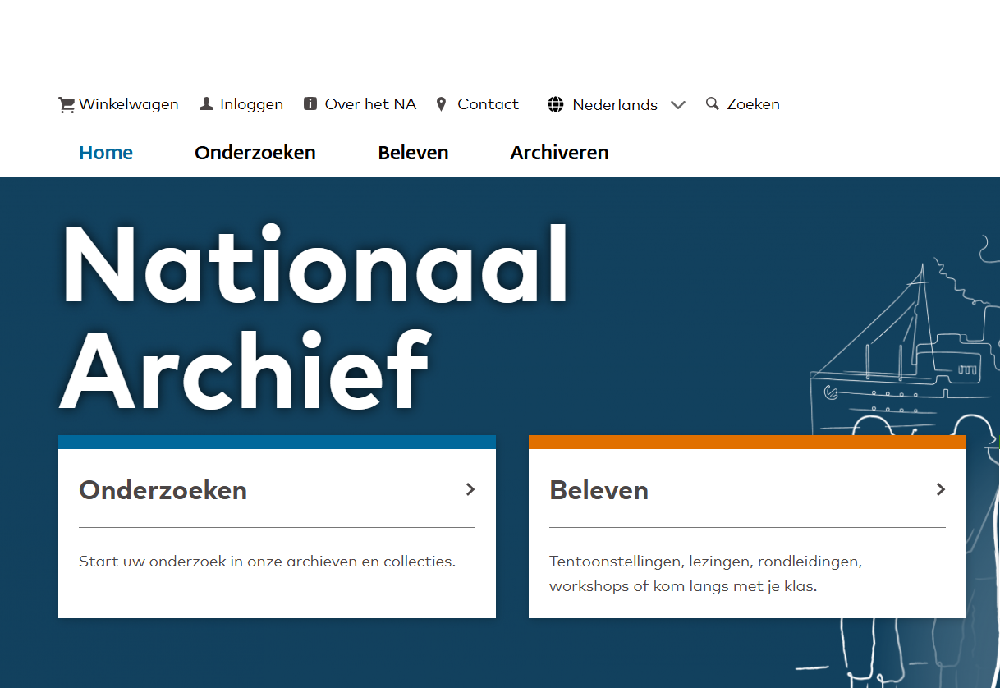 Winkelwagen Inloggen Over het NA Contact Nederlands Zoeken
Home Onderzoeken Beleven Archiveren
Nationaal
Archief
Onderzoeken
Start uw onderzoek in onze archieven en collecties.
Beleven
Tentoonstellingen, lezingen, rondleidingen,
workshops of kom langs met je klas.